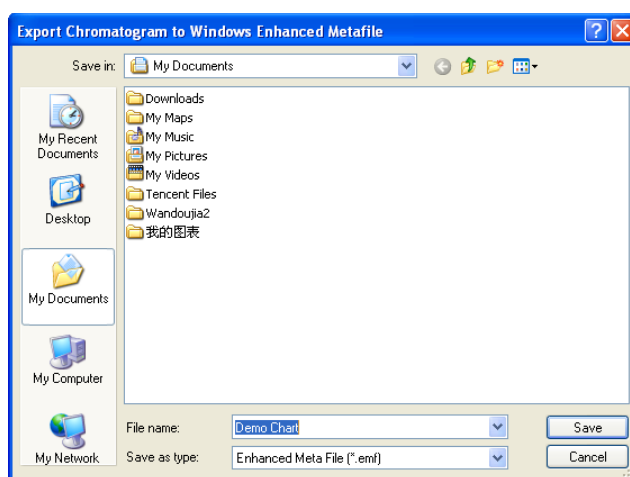 Export Chromatogram to Windows Enhanced Metafile
Save in:
My Documents
My Recent
Documents
Desktop
My Documents
My Computer
My Network
Downloads
My Maps
My Music
My Pictures
My Videos
Tencent Files
Wandoujia2
我的图表
File name:
Demo Chart
Save
Save as type:
Enhanced Meta File (*.emf)
Cancel